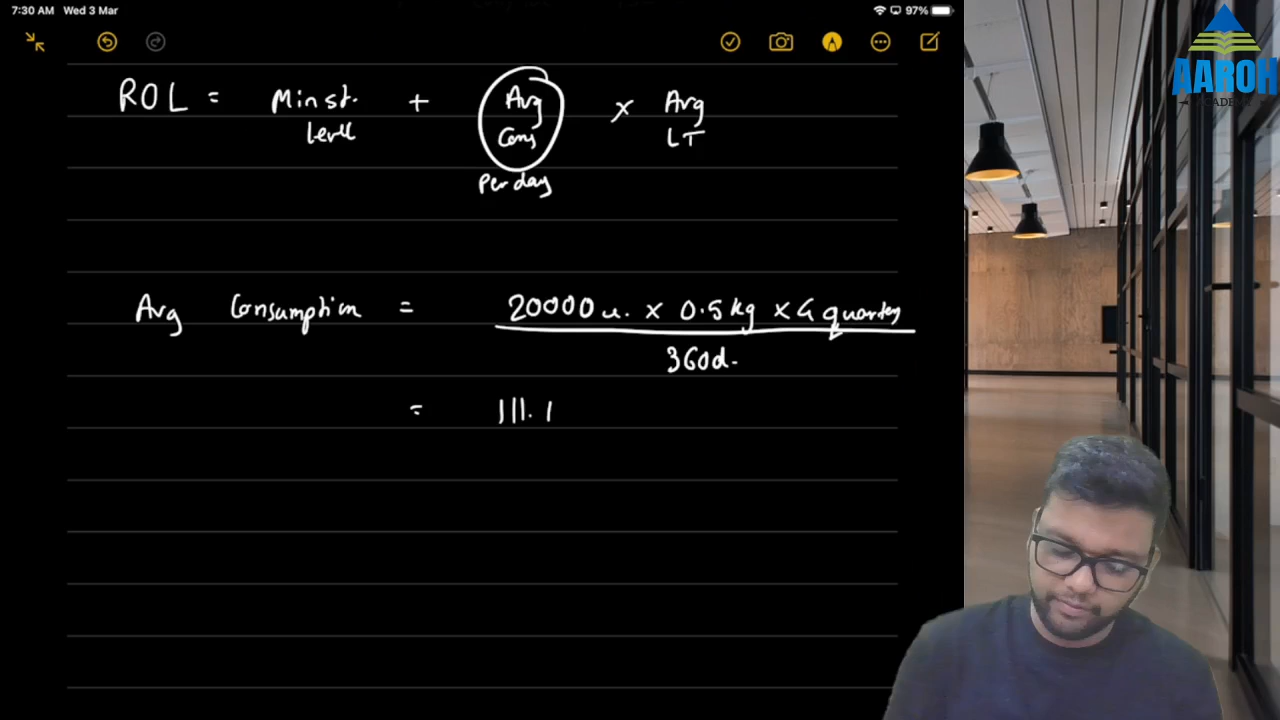 7:30 AM Wed 3 Mar
97%
AAROH
ACADEMY
ROL = Min st. + Avg x Avg
level Cons LT
Per day
Avg Consumption = 20000 u. x 0.5 kg x 4 quarters
360d.
= 111.1